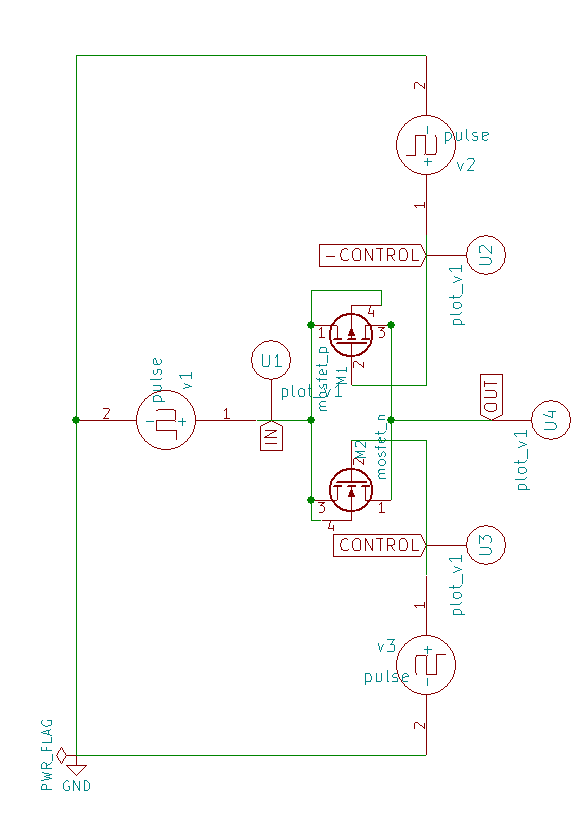 2
pulse
v2
1
-CONTROL
U2
plot_v1
4
1
3
2
M1
mosfet_p
U1
plot_v1
pulse
v1
2
1
IN
OUT
U4
plot_v1
M2
mosfet_n
2
3
1
4
CONTROL
U3
plot_v1
1
v3
pulse
2
PWR_FLAG
GND